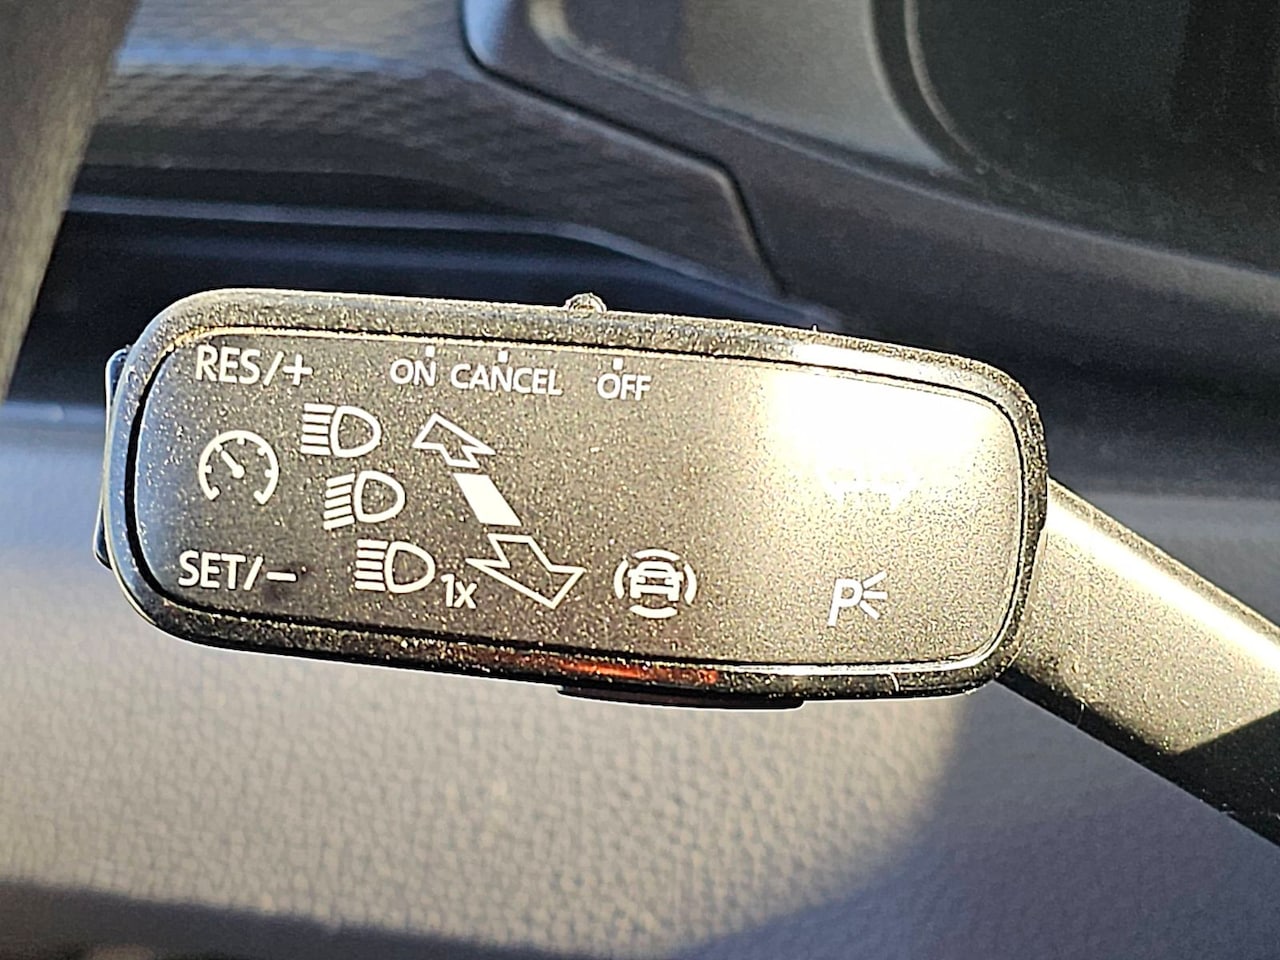 RES/+ ON CANCEL OFF
SET/− 1x P